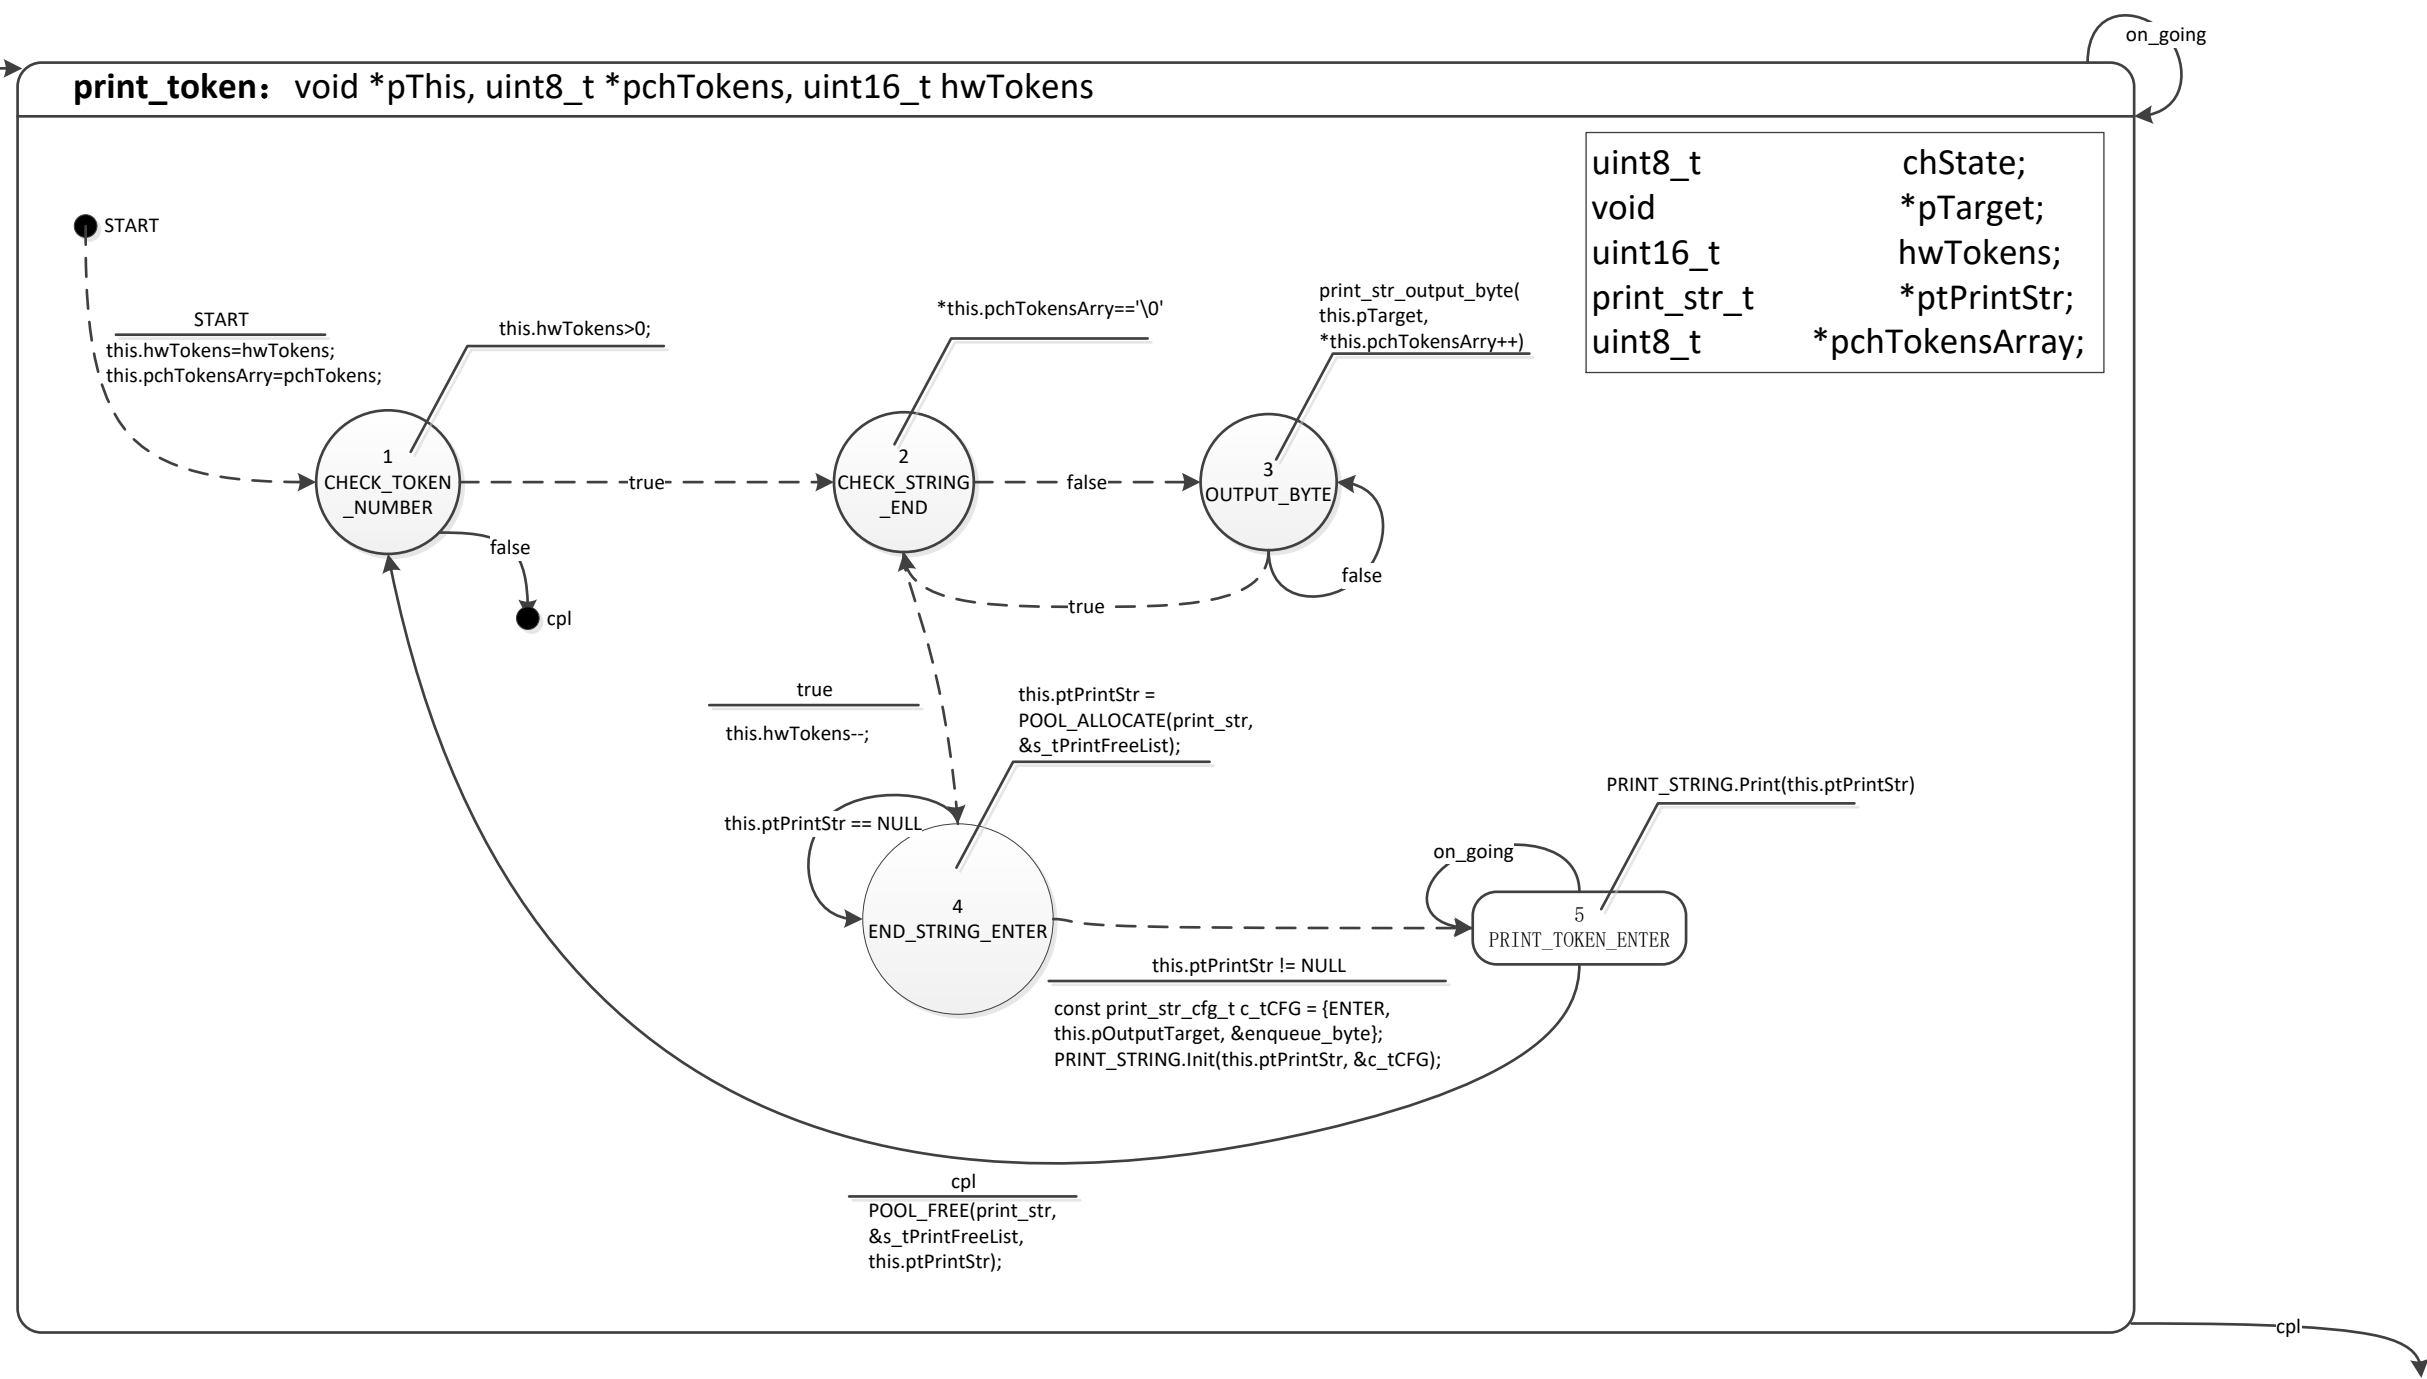 on_going
print_token： void *pThis, uint8_t *pchTokens, uint16_t hwTokens
uint8_t chState;
void *pTarget;
uint16_t hwTokens;
print_str_t *ptPrintStr;
uint8_t *pchTokensArray;
START
START
this.hwTokens=hwTokens;
this.pchTokensArry=pchTokens;
this.hwTokens>0;
*this.pchTokensArry=='\0'
print_str_output_byte(
this.pTarget,
*this.pchTokensArry++)
1
CHECK_TOKEN
_NUMBER
true
2
CHECK_STRING
_END
false
3
OUTPUT_BYTE
false
cpl
false
true
true
this.hwTokens--;
this.ptPrintStr =
POOL_ALLOCATE(print_str,
&s_tPrintFreeList);
PRINT_STRING.Print(this.ptPrintStr)
this.ptPrintStr == NULL
on_going
4
END_STRING_ENTER
5
PRINT_TOKEN_ENTER
this.ptPrintStr != NULL
const print_str_cfg_t c_tCFG = {ENTER,
this.pOutputTarget, &enqueue_byte};
PRINT_STRING.Init(this.ptPrintStr, &c_tCFG);
cpl
POOL_FREE(print_str,
&s_tPrintFreeList,
this.ptPrintStr);
cpl